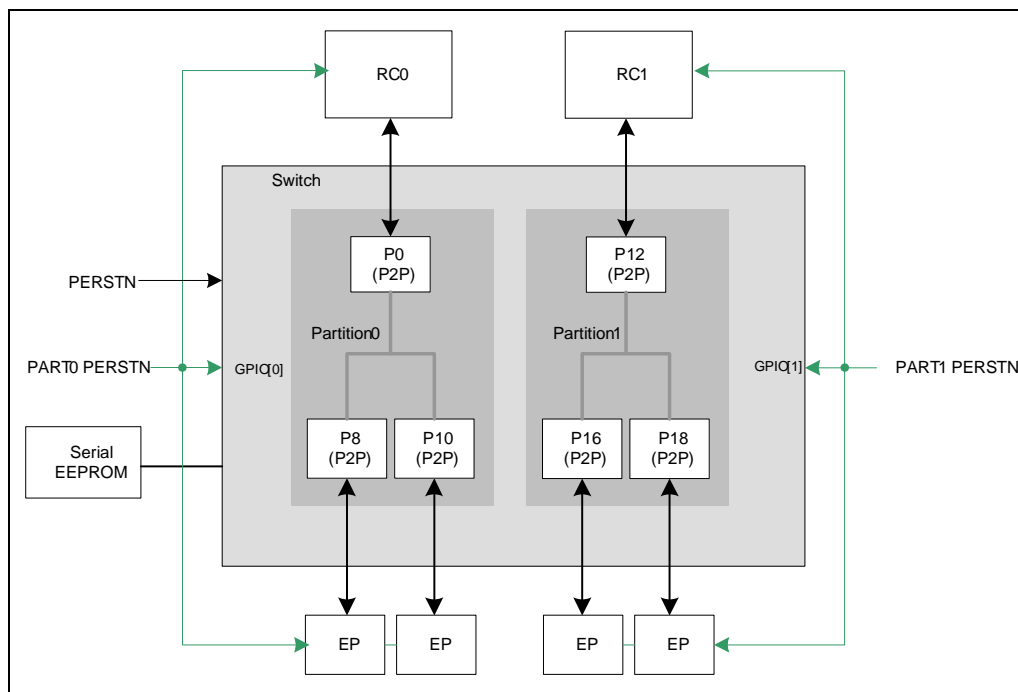 RC0
RC1
Switch
P0
(P2P)
P12
(P2P)
PERSTN
Partition0
Partition1
PART0 PERSTN
GPIO[0]
GPIO[1]
PART1 PERSTN
P8
(P2P)
P10
(P2P)
P16
(P2P)
P18
(P2P)
Serial
EEPROM
EP
EP
EP
EP